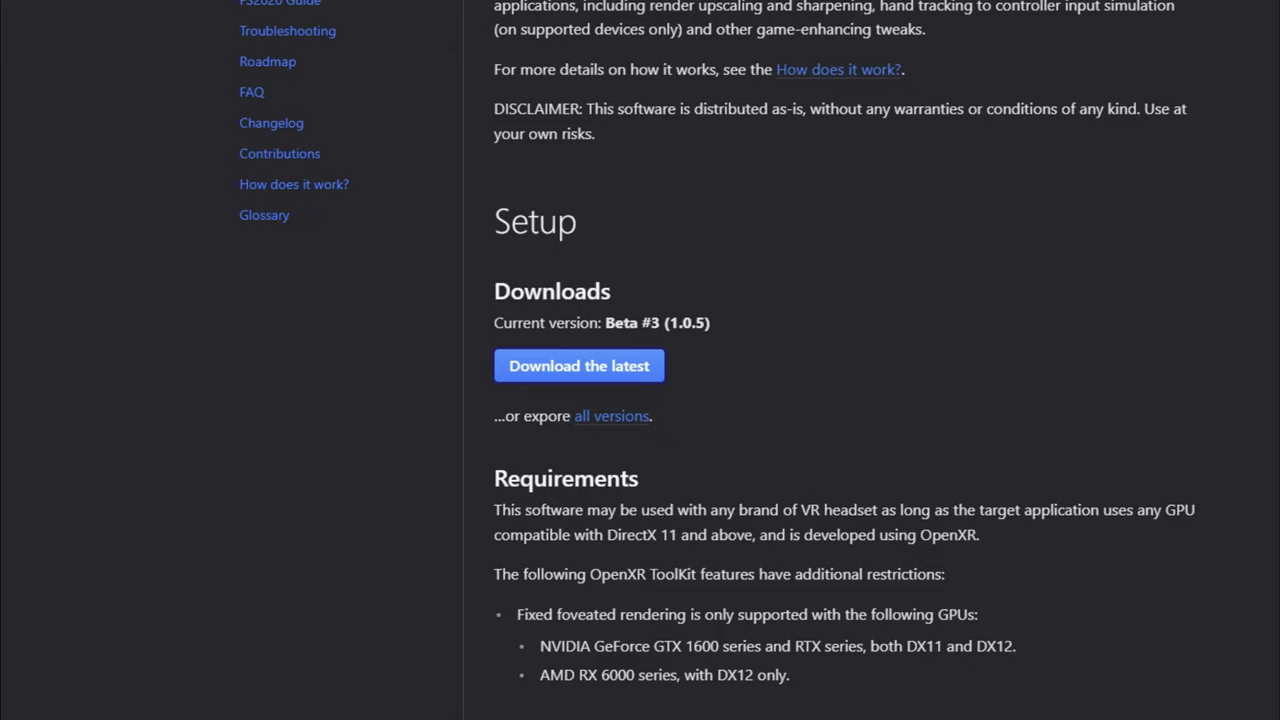 FS2020 Guide
Troubleshooting
Roadmap
FAQ
Changelog
Contributions
How does it work?
Glossary
applications, including render upscaling and sharpening, hand tracking to controller input simulation
(on supported devices only) and other game-enhancing tweaks.
For more details on how it works, see the How does it work?.
DISCLAIMER: This software is distributed as-is, without any warranties or conditions of any kind. Use at
your own risks.
Setup
Downloads
Current version: Beta #3 (1.0.5)
Download the latest
...or expore all versions.
Requirements
This software may be used with any brand of VR headset as long as the target application uses any GPU
compatible with DirectX 11 and above, and is developed using OpenXR.
The following OpenXR ToolKit features have additional restrictions:
• Fixed foveated rendering is only supported with the following GPUs:
• NVIDIA GeForce GTX 1600 series and RTX series, both DX11 and DX12.
• AMD RX 6000 series, with DX12 only.